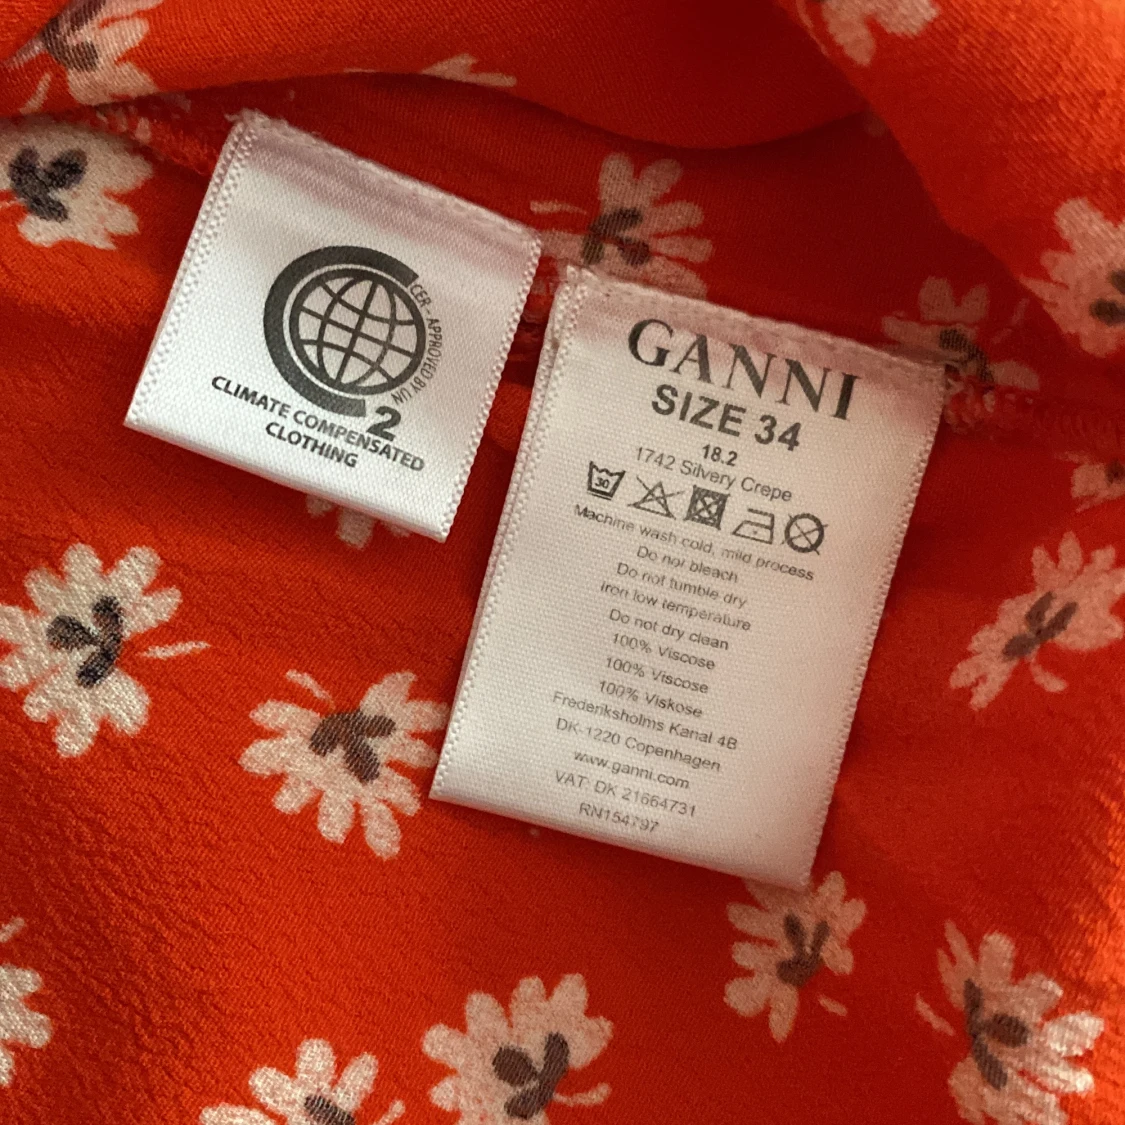 CER - APPROVED BY UN
2
CLIMATE COMPENSATED
CLOTHING
GANNI
SIZE 34
18.2
1742 Silvery Crepe
30
Machine wash cold, mild process
Do not bleach
Do not tumble dry
Iron low temperature
Do not dry clean
100% Viscose
100% Viscose
100% Viskose
Frederiksholms Kanal 4B
DK-1220 Copenhagen
www.ganni.com
VAT: DK 21664731
RN154797